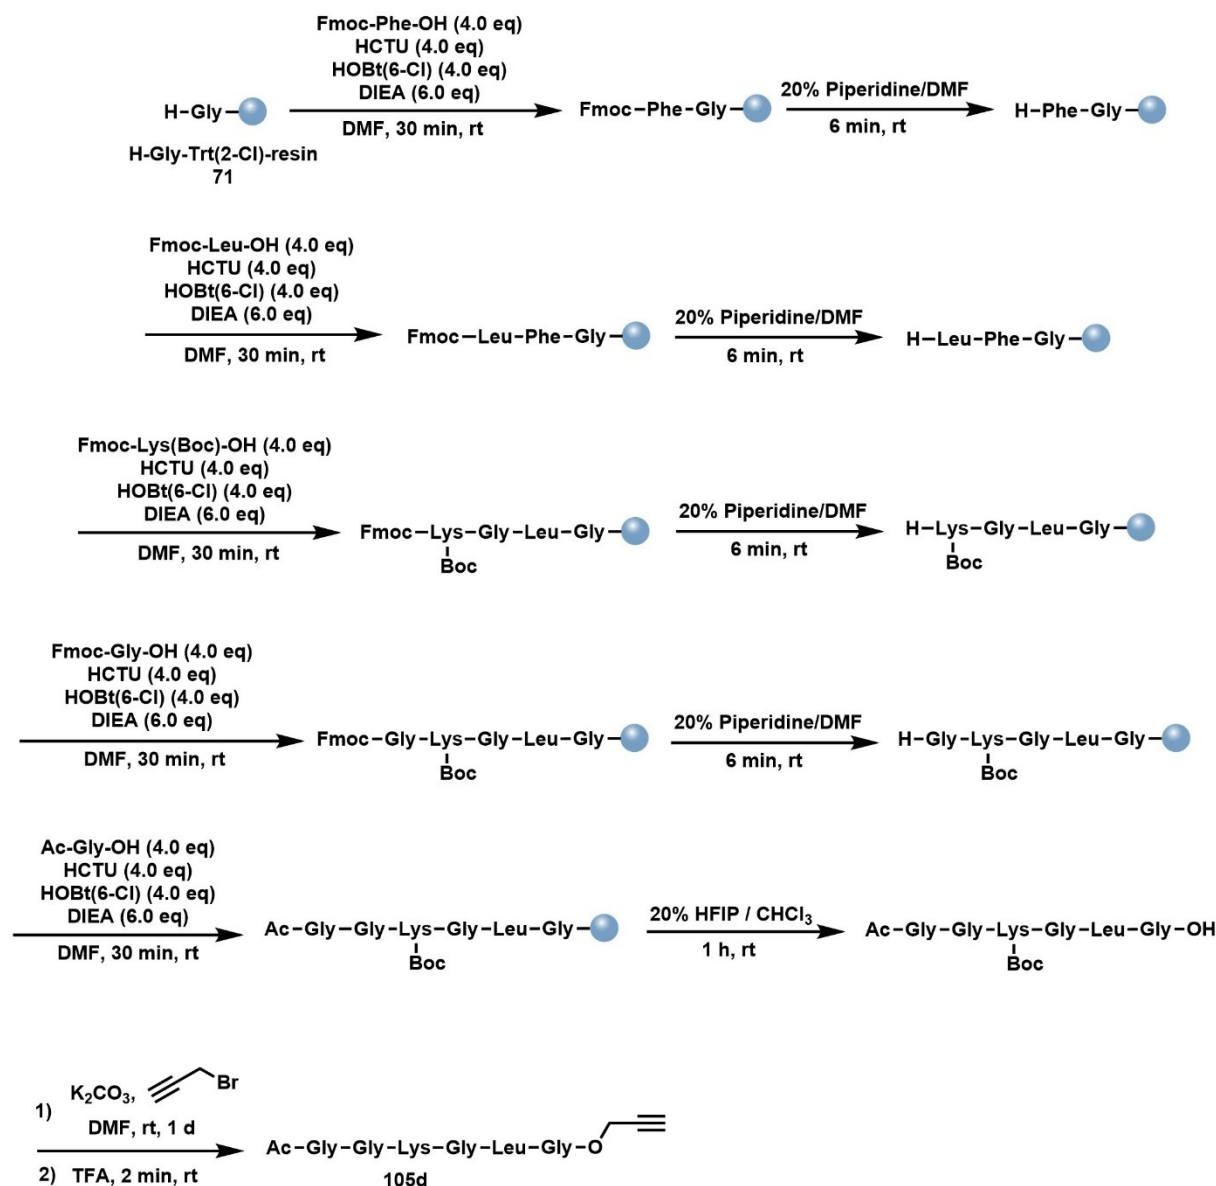 Fmoc-Phe-OH (4.0 eq)
HCTU (4.0 eq)
HOBt(6-Cl) (4.0 eq)
DIEA (6.0 eq)
DMF, 30 min, rt
H-Gly
H-Gly-Trt(2-Cl)-resin
71
Fmoc-Phe-Gly
20% Piperidine/DMF
6 min, rt
H-Phe-Gly
Fmoc-Leu-OH (4.0 eq)
HCTU (4.0 eq)
HOBt(6-Cl) (4.0 eq)
DIEA (6.0 eq)
DMF, 30 min, rt
Fmoc-Leu-Phe-Gly
20% Piperidine/DMF
6 min, rt
H-Leu-Phe-Gly
Fmoc-Lys(Boc)-OH (4.0 eq)
HCTU (4.0 eq)
HOBt(6-Cl) (4.0 eq)
DIEA (6.0 eq)
DMF, 30 min, rt
Fmoc-Lys-Gly-Leu-Gly
Boc
20% Piperidine/DMF
6 min, rt
H-Lys-Gly-Leu-Gly
Boc
Fmoc-Gly-OH (4.0 eq)
HCTU (4.0 eq)
HOBt(6-Cl) (4.0 eq)
DIEA (6.0 eq)
DMF, 30 min, rt
Fmoc-Gly-Lys-Gly-Leu-Gly
Boc
20% Piperidine/DMF
6 min, rt
H-Gly-Lys-Gly-Leu-Gly
Boc
Ac-Gly-OH (4.0 eq)
HCTU (4.0 eq)
HOBt(6-Cl) (4.0 eq)
DIEA (6.0 eq)
DMF, 30 min, rt
Ac-Gly-Gly-Lys-Gly-Leu-Gly
Boc
20% HFIP / CHCl₃
1 h, rt
Ac-Gly-Gly-Lys-Gly-Leu-Gly-OH
Boc
1) K₂CO₃, Br
DMF, rt, 1 d
2) TFA, 2 min, rt
Ac-Gly-Gly-Lys-Gly-Leu-Gly-O
105d